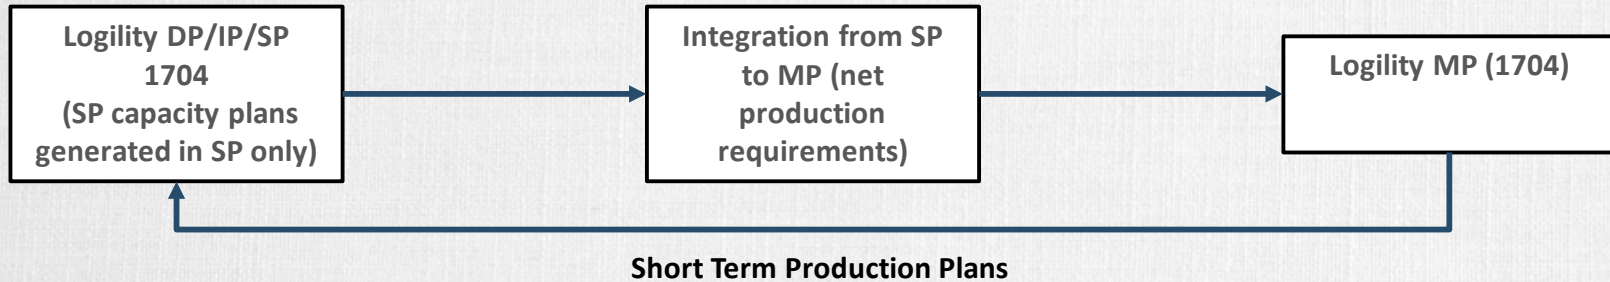 Logility DP/IP/SP
1704
(SP capacity plans
generated in SP only)
Integration from SP
to MP (net
production
requirements)
Logility MP (1704)
Short Term Production Plans